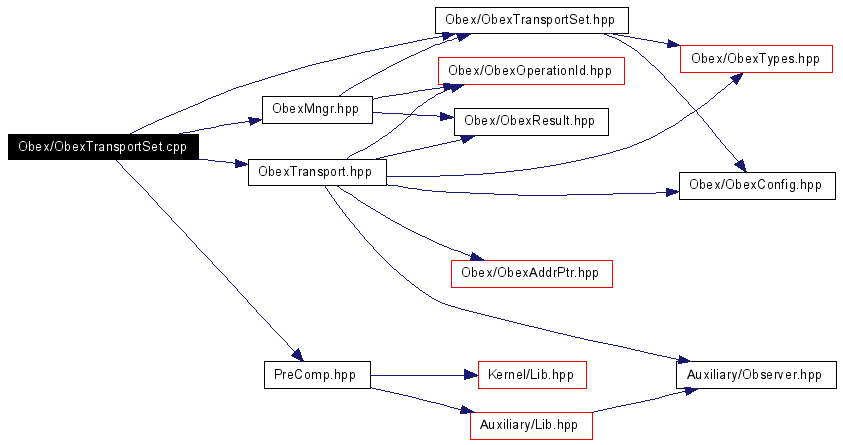 Obex/ObexTransportSet.hpp
Obex/ObexTypes.hpp
Obex/ObexOperationId.hpp
ObexMngr.hpp
Obex/ObexResult.hpp
Obex/ObexTransportSet.cpp
ObexTransport.hpp
Obex/ObexConfig.hpp
Obex/ObexAddrPtr.hpp
PreComp.hpp
Kernel/Lib.hpp
Auxiliary/Observer.hpp
Auxiliary/Lib.hpp